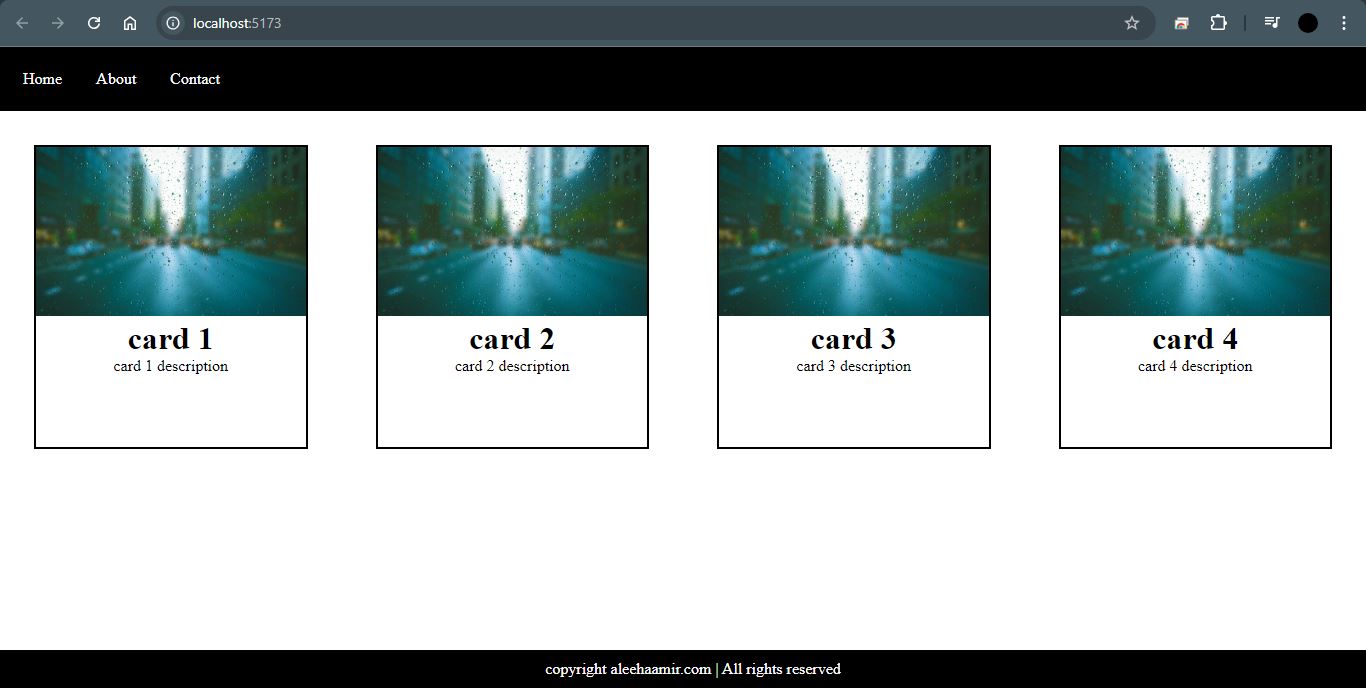 localhost:5173
Home About Contact
card 1 card 2 card 3 card 4
card 1 description card 2 description card 3 description card 4 description
copyright aleehaamir.com | All rights reserved